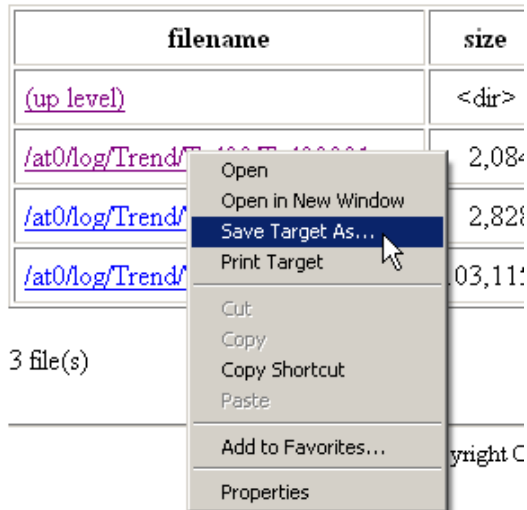 filename size
(up level) <dir>
/at0/log/Trend/ 2,084
/at0/log/Trend/ 2,828
/at0/log/Trend/ 03,115
3 file(s)
Open
Open in New Window
Save Target As...
Print Target
Cut
Copy
Copy Shortcut
Paste
Add to Favorites...
Properties
yright C